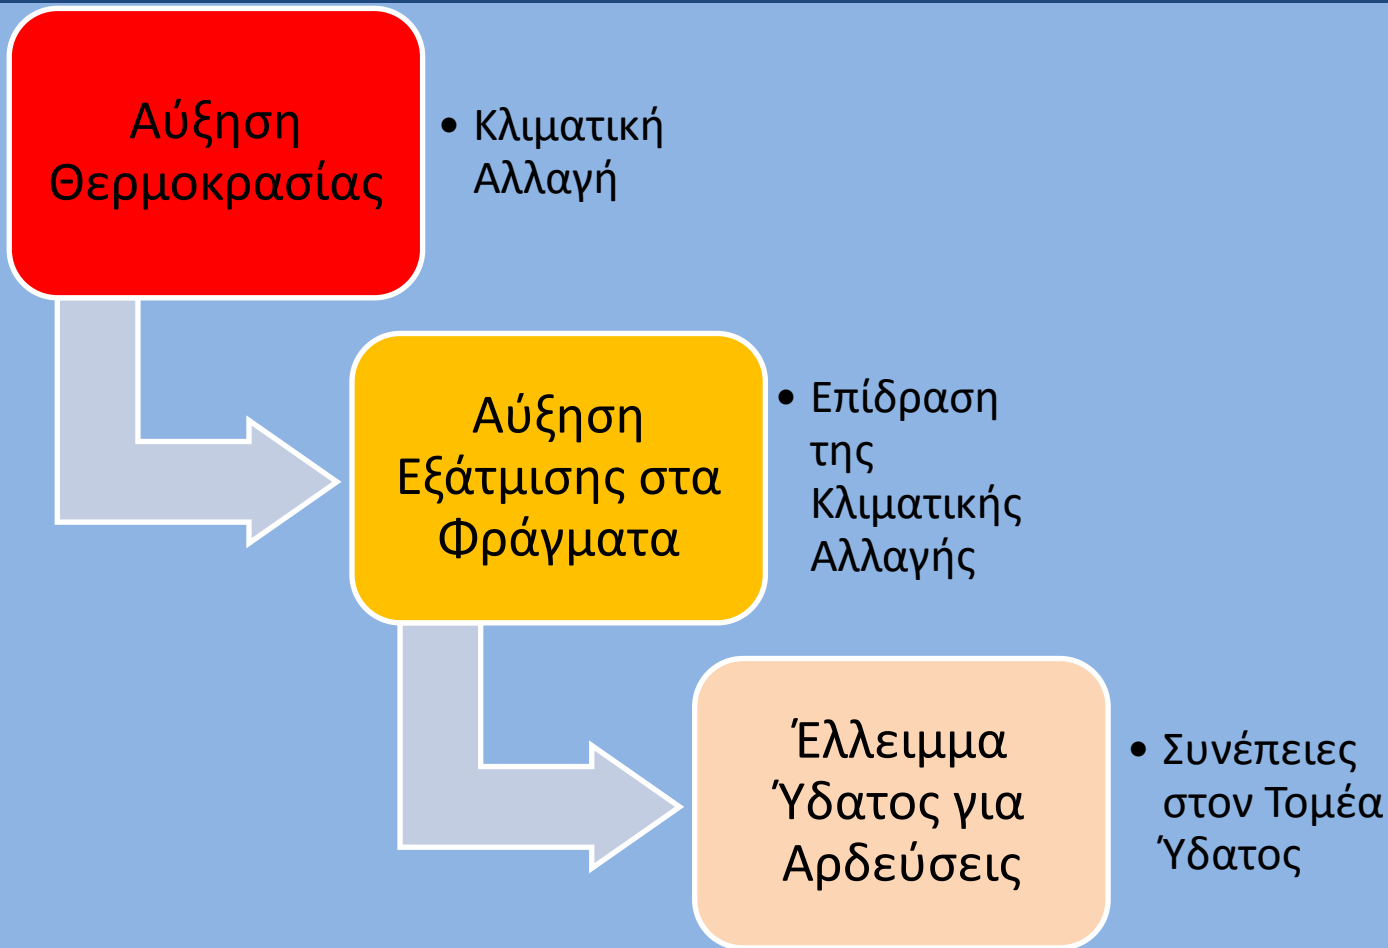 Αύξηση
Θερμοκρασίας
• Κλιματική
Αλλαγή
Αύξηση
Εξάτμισης στα
Φράγματα
• Επίδραση
της
Κλιματικής
Αλλαγής
Έλλειμμα
Ύδατος για
Αρδεύσεις
• Συνέπειες
στον Τομέα
Ύδατος